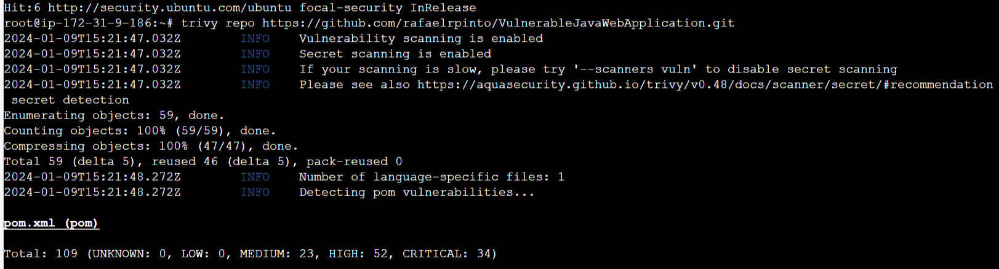 Hit:6 http://security.ubuntu.com/ubuntu focal-security InRelease
root@ip-172-31-9-186:~# trivy repo https://github.com/rafaelrpinto/VulnerableJavaWebApplication.git
2024-01-09T15:21:47.032Z INFO Vulnerability scanning is enabled
2024-01-09T15:21:47.032Z INFO Secret scanning is enabled
2024-01-09T15:21:47.032Z INFO If your scanning is slow, please try '--scanners vuln' to disable secret scanning
2024-01-09T15:21:47.032Z INFO Please see also https://aquasecurity.github.io/trivy/v0.48/docs/scanner/secret/#recommendation
secret detection
Enumerating objects: 59, done.
Counting objects: 100% (59/59), done.
Compressing objects: 100% (47/47), done.
Total 59 (delta 5), reused 46 (delta 5), pack-reused 0
2024-01-09T15:21:48.272Z INFO Number of language-specific files: 1
2024-01-09T15:21:48.272Z INFO Detecting pom vulnerabilities...
pom.xml (pom)
Total: 109 (UNKNOWN: 0, LOW: 0, MEDIUM: 23, HIGH: 52, CRITICAL: 34)